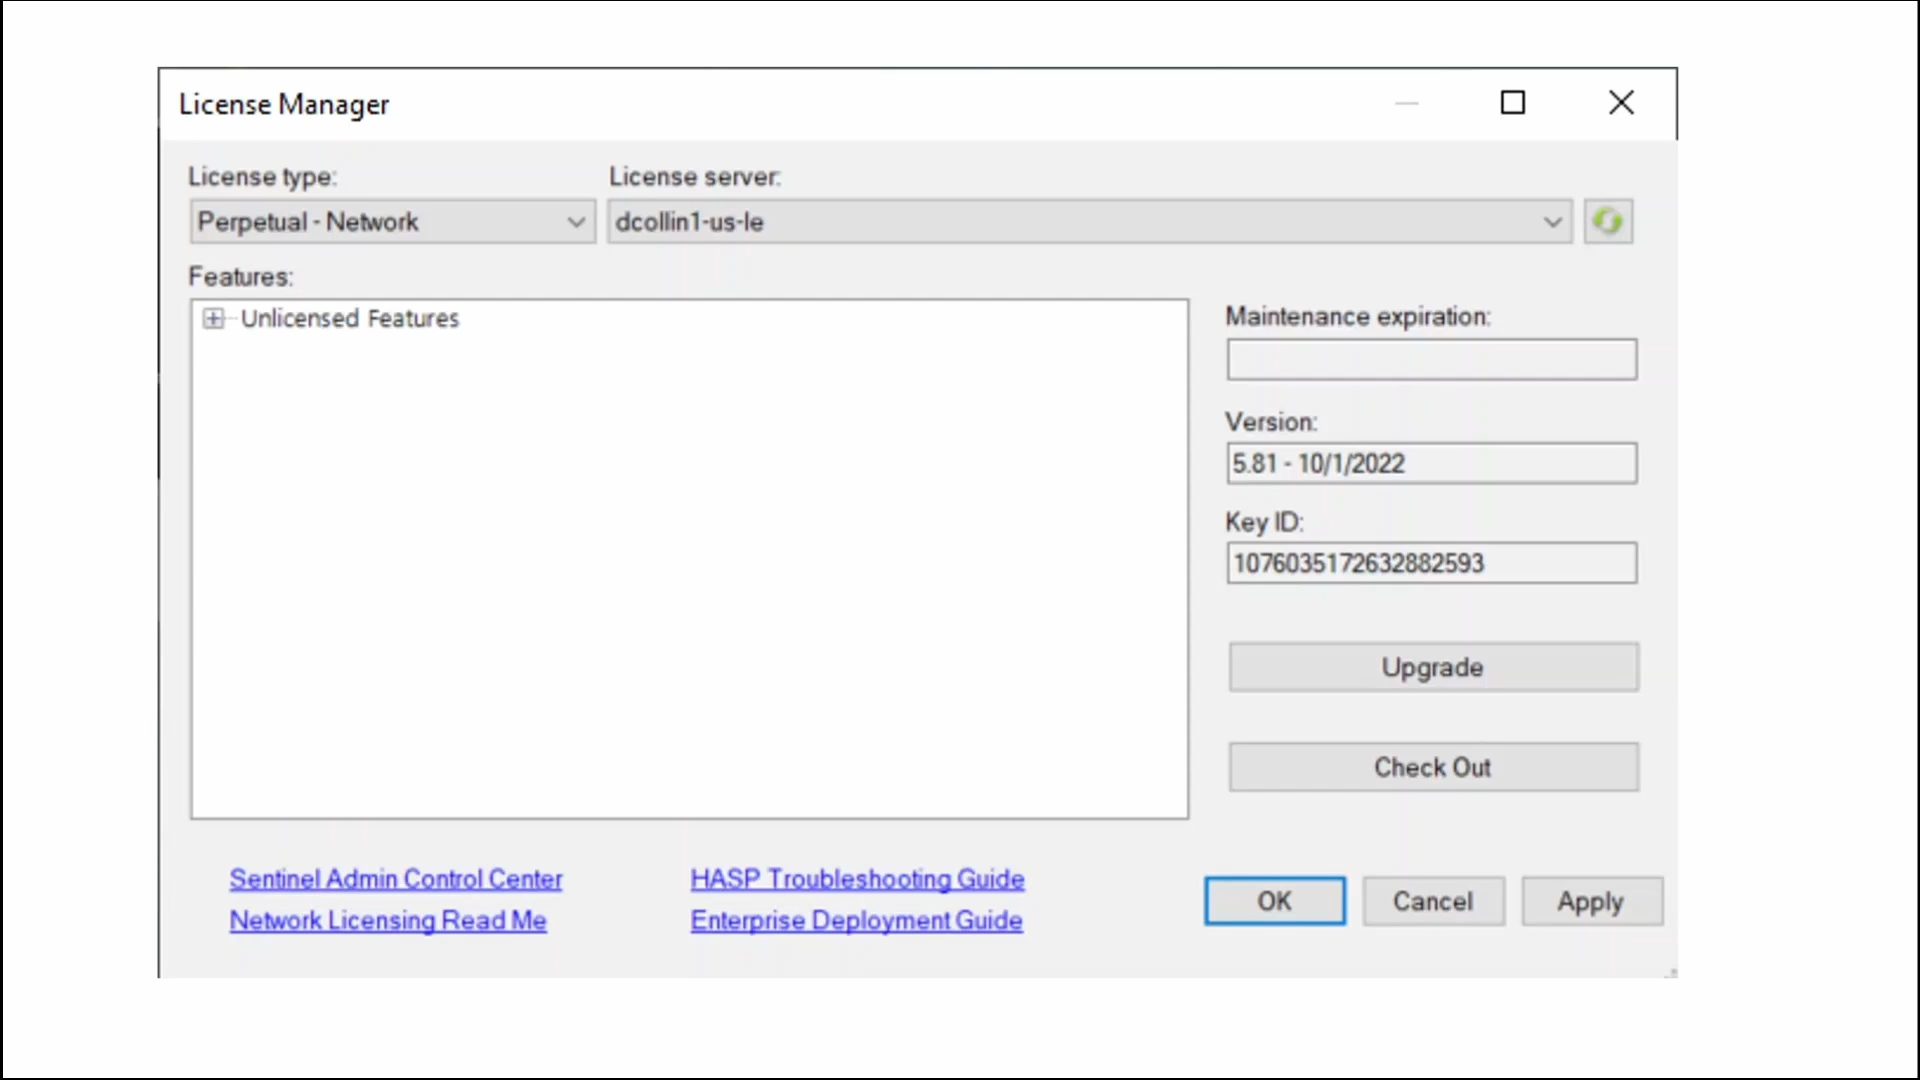 License Manager
License type:
License server:
Perpetual - Network
dcollin1-us-le
Features:
Unlicensed Features
Maintenance expiration:
Version:
5.81 - 10/1/2022
Key ID:
1076035172632882593
Upgrade
Check Out
Sentinel Admin Control Center
HASP Troubleshooting Guide
Network Licensing Read Me
Enterprise Deployment Guide
OK
Cancel
Apply